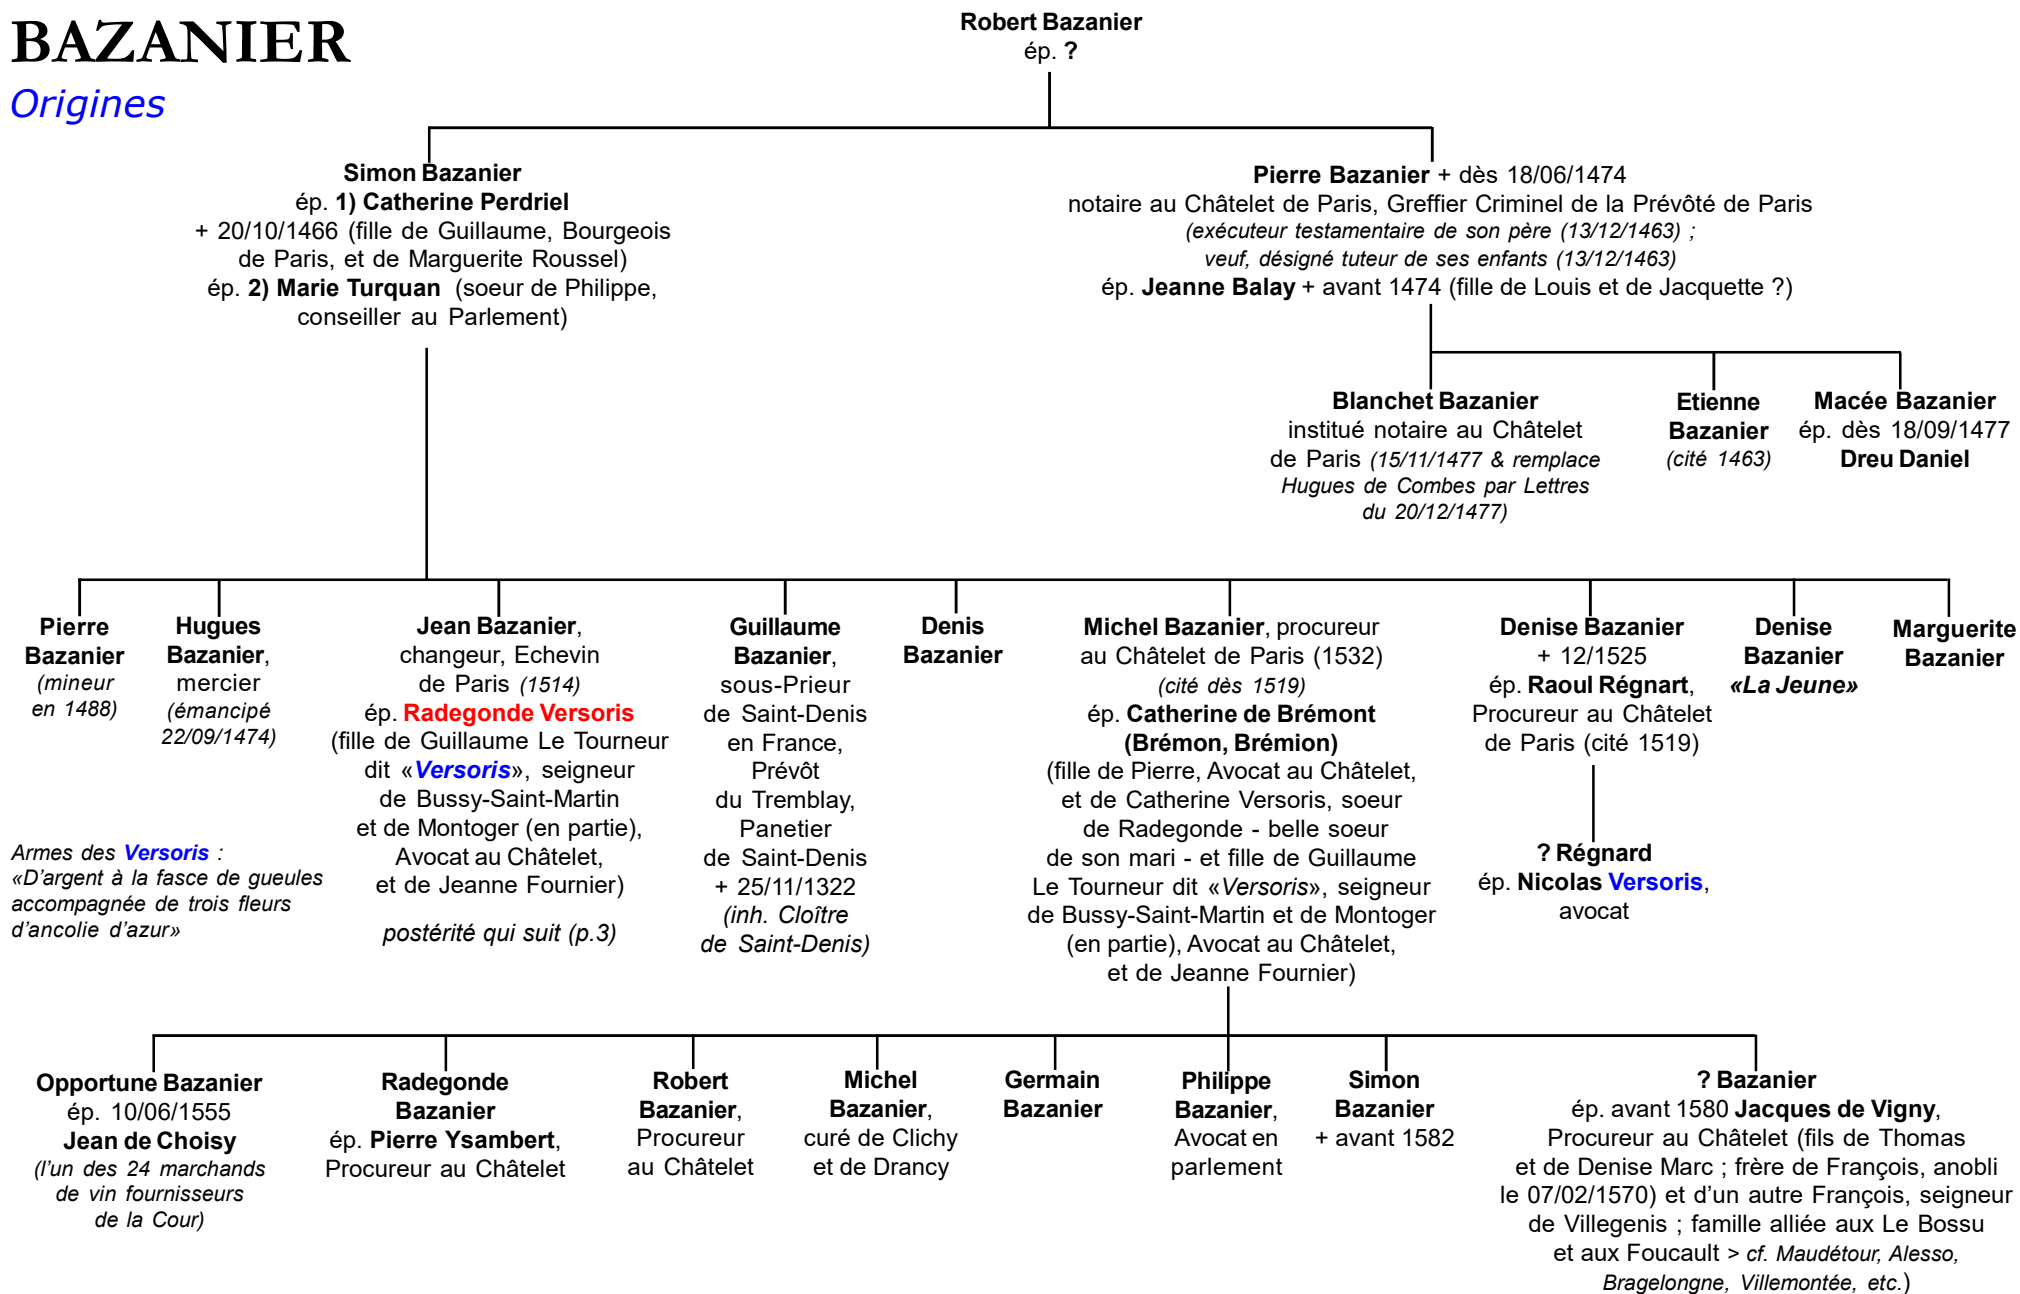 BAZANIER
Origines
Robert Bazanier
ép. ?
Simon Bazanier
ép. 1) Catherine Perdriel
+ 20/10/1466 (fille de Guillaume, Bourgeois
de Paris, et de Marguerite Roussel)
ép. 2) Marie Turquan (soeur de Philippe,
conseiller au Parlement)
Pierre Bazanier + dès 18/06/1474
notaire au Châtelet de Paris, Greffier Criminel de la Prévôté de Paris
(exécuteur testamentaire de son père (13/12/1463) ;
veuf, désigné tuteur de ses enfants (13/12/1463)
ép. Jeanne Balay + avant 1474 (fille de Louis et de Jacquette ?)
Blanchet Bazanier
institué notaire au Châtelet
de Paris (15/11/1477 & remplace
Hugues de Combes par Lettres
du 20/12/1477)
Etienne
Bazanier
(cité 1463)
Macée Bazanier
ép. dès 18/09/1477
Dreu Daniel
Pierre
Bazanier
(mineur
en 1488)
Hugues
Bazanier,
mercier
(émancipé
22/09/1474)
Jean Bazanier,
changeur, Echevin
de Paris (1514)
ép. Radegonde Versoris
(fille de Guillaume Le Tourneur
dit «Versoris», seigneur
de Bussy-Saint-Martin
et de Montoger (en partie),
Avocat au Châtelet,
et de Jeanne Fournier)
postérité qui suit (p.3)
Guillaume
Bazanier,
sous-Prieur
de Saint-Denis
en France,
Prévôt
du Tremblay,
Panetier
de Saint-Denis
+ 25/11/1322
(inh. Cloître
de Saint-Denis)
Denis
Bazanier
Michel Bazanier, procureur
au Châtelet de Paris (1532)
(cité dès 1519)
ép. Catherine de Brémont
(Brémon, Brémion)
(fille de Pierre, Avocat au Châtelet,
et de Catherine Versoris, soeur
de Radegonde - belle soeur
de son mari - et fille de Guillaume
Le Tourneur dit «Versoris», seigneur
de Bussy-Saint-Martin et de Montoger
(en partie), Avocat au Châtelet,
et de Jeanne Fournier)
Denise Bazanier
+ 12/1525
ép. Raoul Régnart,
Procureur au Châtelet
de Paris (cité 1519)
? Régnard
ép. Nicolas Versoris,
avocat
Denise
Bazanier
«La Jeune»
Marguerite
Bazanier
Armes des Versoris :
«D'argent à la fasce de gueules
accompagnée de trois fleurs
d'ancolie d'azur»
Opportune Bazanier
ép. 10/06/1555
Jean de Choisy
(l'un des 24 marchands
de vin fournisseurs
de la Cour)
Radegonde
Bazanier
ép. Pierre Ysambert,
Procureur au Châtelet
Robert
Bazanier,
Procureur
au Châtelet
Michel
Bazanier,
curé de Clichy
et de Drancy
Germain
Bazanier
Philippe
Bazanier,
Avocat en
parlement
Simon
Bazanier
+ avant 1582
? Bazanier
ép. avant 1580 Jacques de Vigny,
Procureur au Châtelet (fils de Thomas
et de Denise Marc ; frère de François, anobli
le 07/02/1570) et d'un autre François, seigneur
de Villegenis ; famille alliée aux Le Bossu
et aux Foucault > cf. Maudétour, Alesso,
Bragelongne, Villemontée, etc.)